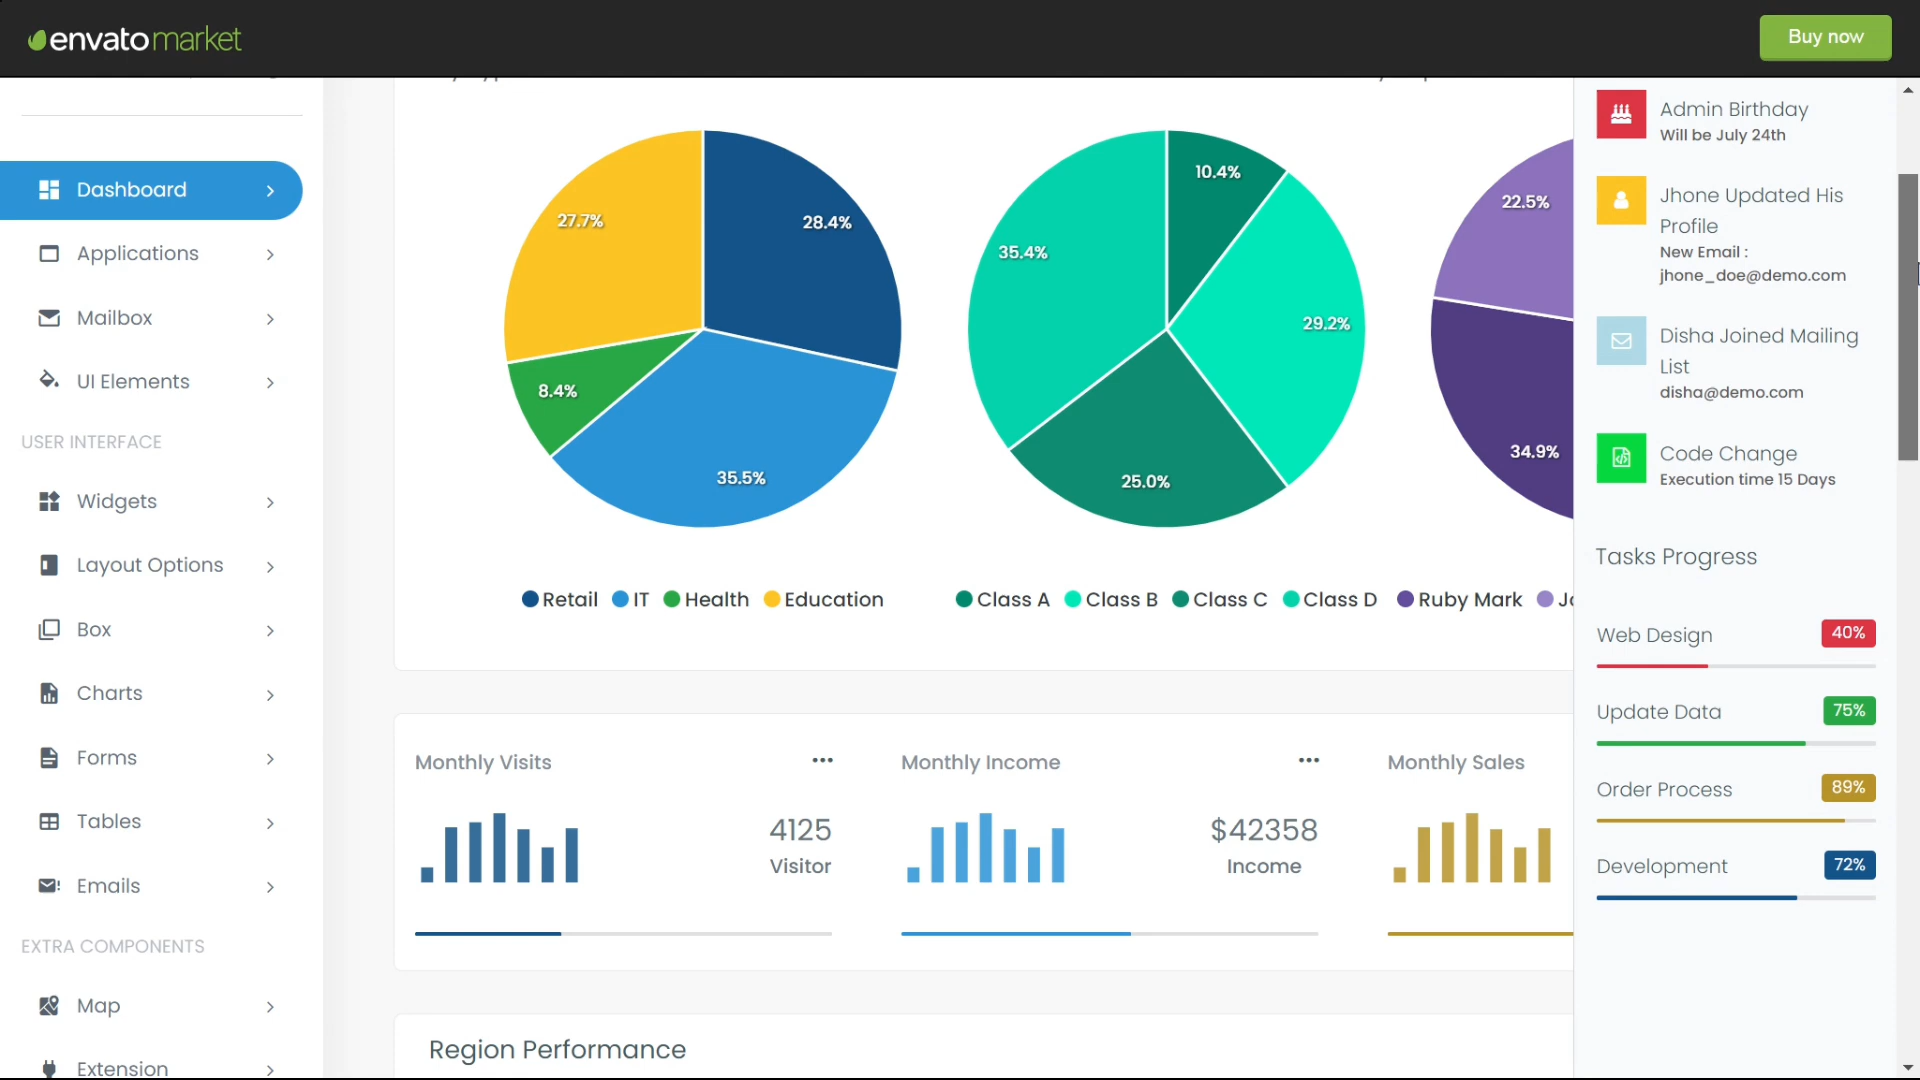 envatomarket
Buy now
Dashboard
Applications
Mailbox
UI Elements
USER INTERFACE
Widgets
Layout Options
Box
Charts
Forms
Tables
Emails
EXTRA COMPONENTS
Map
Extension
27.7%
28.4%
8.4%
35.5%
Retail IT Health Education
10.4%
35.4%
29.2%
25.0%
Class A Class B Class C Class D
22.5%
34.9%
Ruby Mark
Monthly Visits
4125
Visitor
Monthly Income
$42358
Income
Monthly Sales
Region Performance
Admin Birthday
Will be July 24th
Jhone Updated His
Profile
New Email :
jhone_doe@demo.com
Disha Joined Mailing
List
disha@demo.com
Code Change
Execution time 15 Days
Tasks Progress
Web Design 40%
Update Data 75%
Order Process 89%
Development 72%